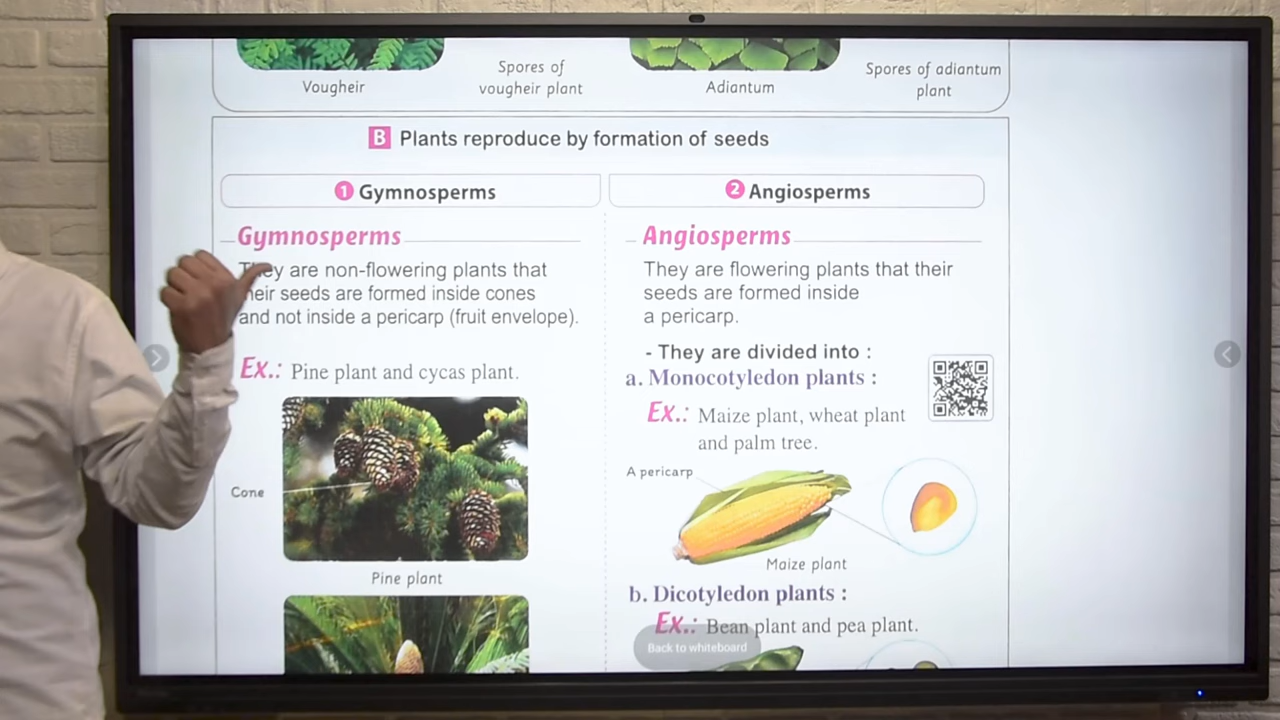 Vougheir
Spores of
vougheir plant
Adiantum
Spores of adiantum
plant
B Plants reproduce by formation of seeds
1 Gymnosperms
Gymnosperms
They are non-flowering plants that
their seeds are formed inside cones
and not inside a pericarp (fruit envelope).
Ex.: Pine plant and cycas plant.
Cone
Pine plant
2 Angiosperms
Angiosperms
They are flowering plants that their
seeds are formed inside
a pericarp.
- They are divided into :
a. Monocotyledon plants :
Ex.: Maize plant, wheat plant
and palm tree.
A pericarp
Maize plant
b. Dicotyledon plants :
Ex.: Bean plant and pea plant.
Back to whiteboard